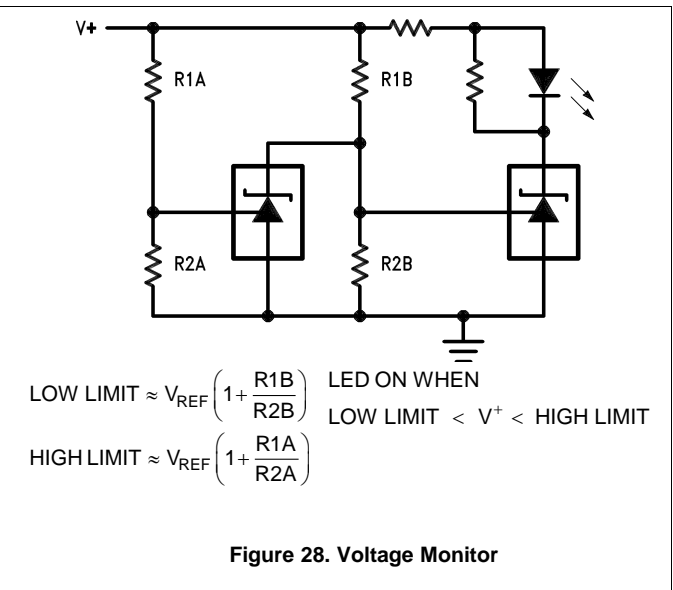 V+
R1A
R1B
R2A
R2B
LOW LIMIT ≈ V_REF (1 + R1B/R2B)
LED ON WHEN
LOW LIMIT < V⁺ < HIGH LIMIT
HIGH LIMIT ≈ V_REF (1 + R1A/R2A)
Figure 28. Voltage Monitor